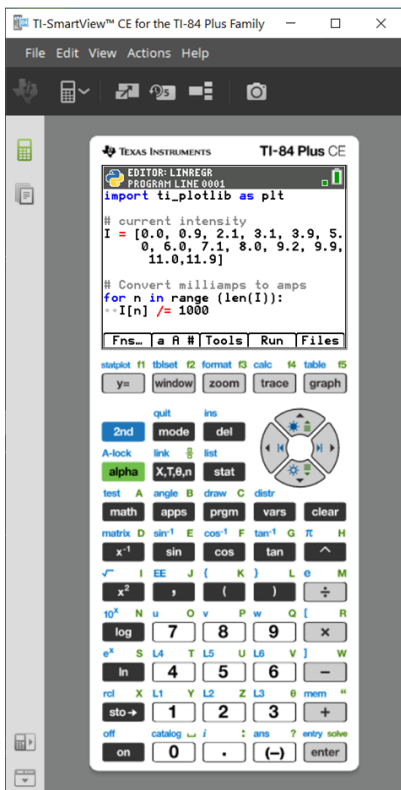 TI-SmartView™ CE for the TI-84 Plus Family
File Edit View Actions Help
TEXAS INSTRUMENTS TI-84 Plus CE
EDITOR: LINREGR
PROGRAM LINE 0001
import ti_plotlib as plt
# current intensity
I = [0.0, 0.9, 2.1, 3.1, 3.9, 5.
0, 6.0, 7.1, 8.0, 9.2, 9.9,
11.0,11.9]
# Convert milliamps to amps
for n in range (len(I)):
··I[n] /= 1000
Fns… a A # Tools Run Files
statplot f1 tblset f2 format f3 calc f4 table f5
y= window zoom trace graph
quit ins
2nd mode del
A-lock link list
alpha X,T,θ,n stat
test A angle B draw C distr
math apps prgm vars clear
matrix D sin⁻¹ E cos⁻¹ F tan⁻¹ G π H
x⁻¹ sin cos tan ^
√ I EE J { K } L e M
x² , ( ) ÷
10ˣ N u O v P w Q [ R
log 7 8 9 ×
eˣ S L4 T L5 U L6 V ] W
ln 4 5 6 −
rcl X L1 Y L2 Z L3 θ mem "
sto→ 1 2 3 +
off catalog i : ans ? entry solve
on 0 . (–) enter